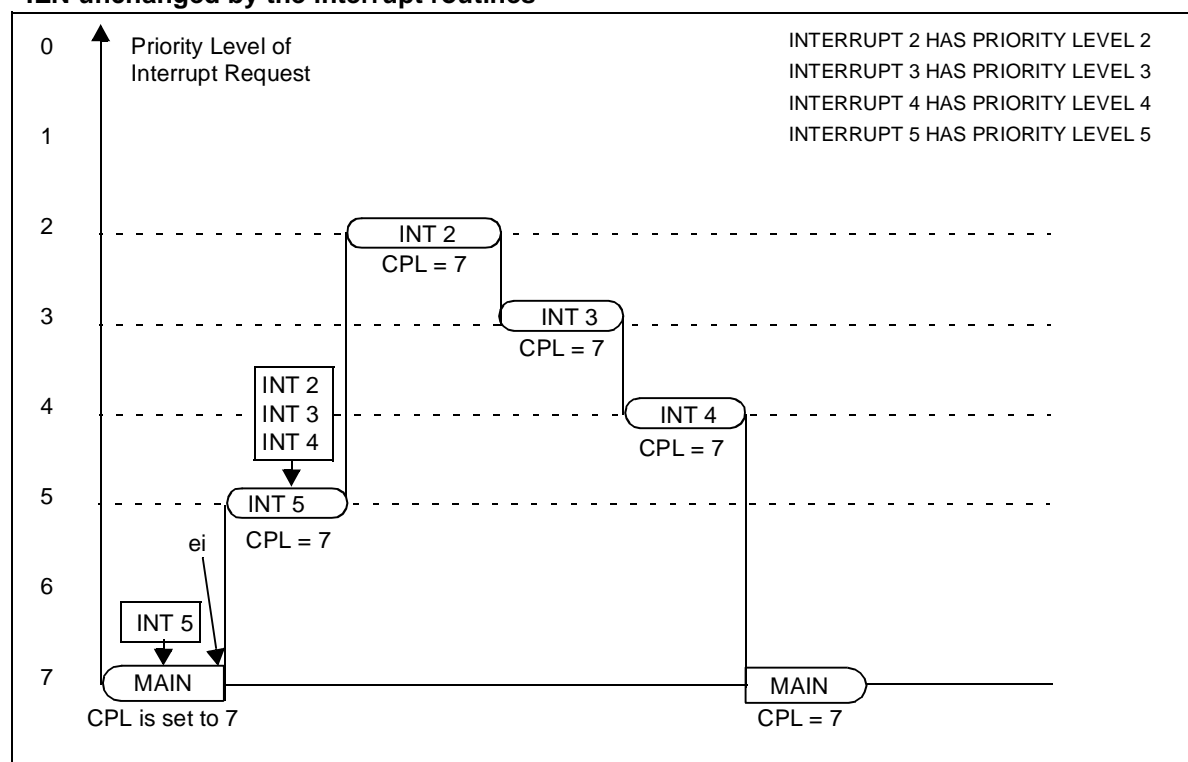 IEN unchanged by the interrupt routines
0
Priority Level of
Interrupt Request
INTERRUPT 2 HAS PRIORITY LEVEL 2
INTERRUPT 3 HAS PRIORITY LEVEL 3
INTERRUPT 4 HAS PRIORITY LEVEL 4
INTERRUPT 5 HAS PRIORITY LEVEL 5
1
2
INT 2
CPL = 7
3
INT 3
CPL = 7
INT 2
INT 3
INT 4
4
INT 4
CPL = 7
5
INT 5
CPL = 7
ei
6
INT 5
7
MAIN
CPL is set to 7
MAIN
CPL = 7